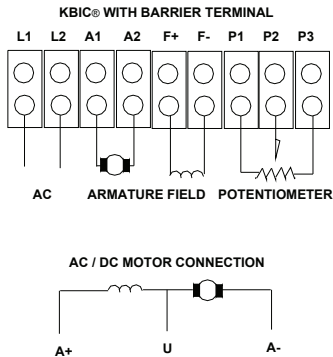 KBIC® WITH BARRIER TERMINAL
L1 L2 A1 A2 F+ F- P1 P2 P3
AC ARMATURE FIELD POTENTIOMETER
AC / DC MOTOR CONNECTION
A+ U A-